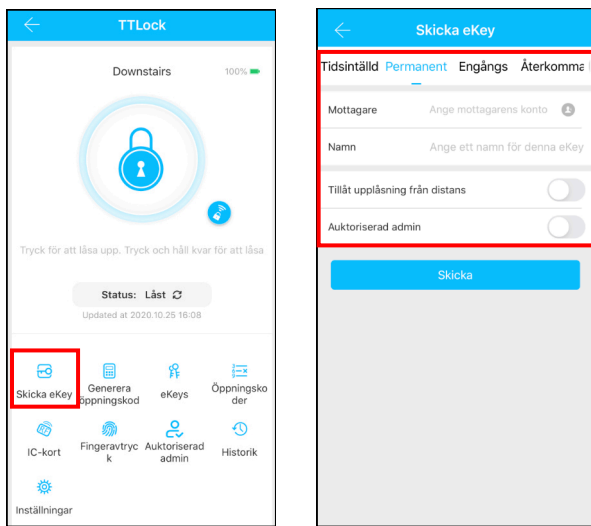 TTLock
Downstairs 100%
Tryck för att låsa upp. Tryck och håll kvar för att låsa
Status: Låst
Updated at 2020.10.25 16:08
Skicka eKey
Generera
öppningskod
eKeys
Öppningsko
der
IC-kort
Fingeravtryc
k
Auktoriserad
admin
Historik
Inställningar
Skicka eKey
Tidsintälld Permanent Engångs Återkomma
Mottagare Ange mottagarens konto
Namn Ange ett namn för denna eKey
Tillåt upplåsning från distans
Auktoriserad admin
Skicka